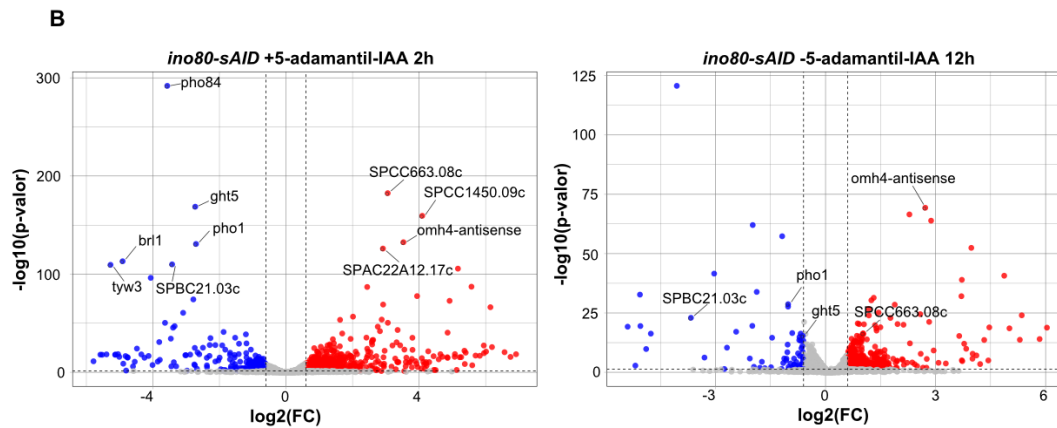 B
ino80-sAID +5-adamantil-IAA 2h
300
200
100
0
-log10(p-valor)
pho84
ght5
pho1
brl1
tyw3
SPBC21.03c
SPCC663.08c
SPCC1450.09c
omh4-antisense
SPAC22A12.17c
-4
0
4
log2(FC)
ino80-sAID -5-adamantil-IAA 12h
125
100
75
50
25
0
-log10(p-valor)
omh4-antisense
pho1
SPBC21.03c
ght5
SPCC663.08c
-3
0
3
6
log2(FC)